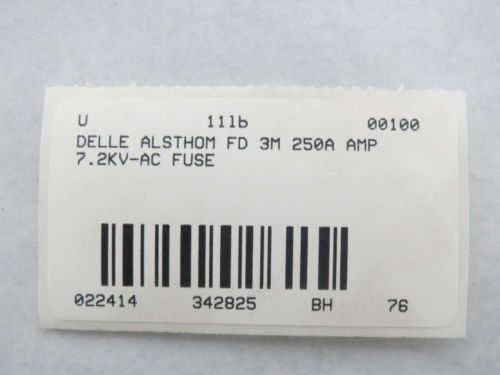 U 11lb 00100
DELLE ALSTHOM FD 3M 250A AMP
7.2KV-AC FUSE
022414 342825 BH 76